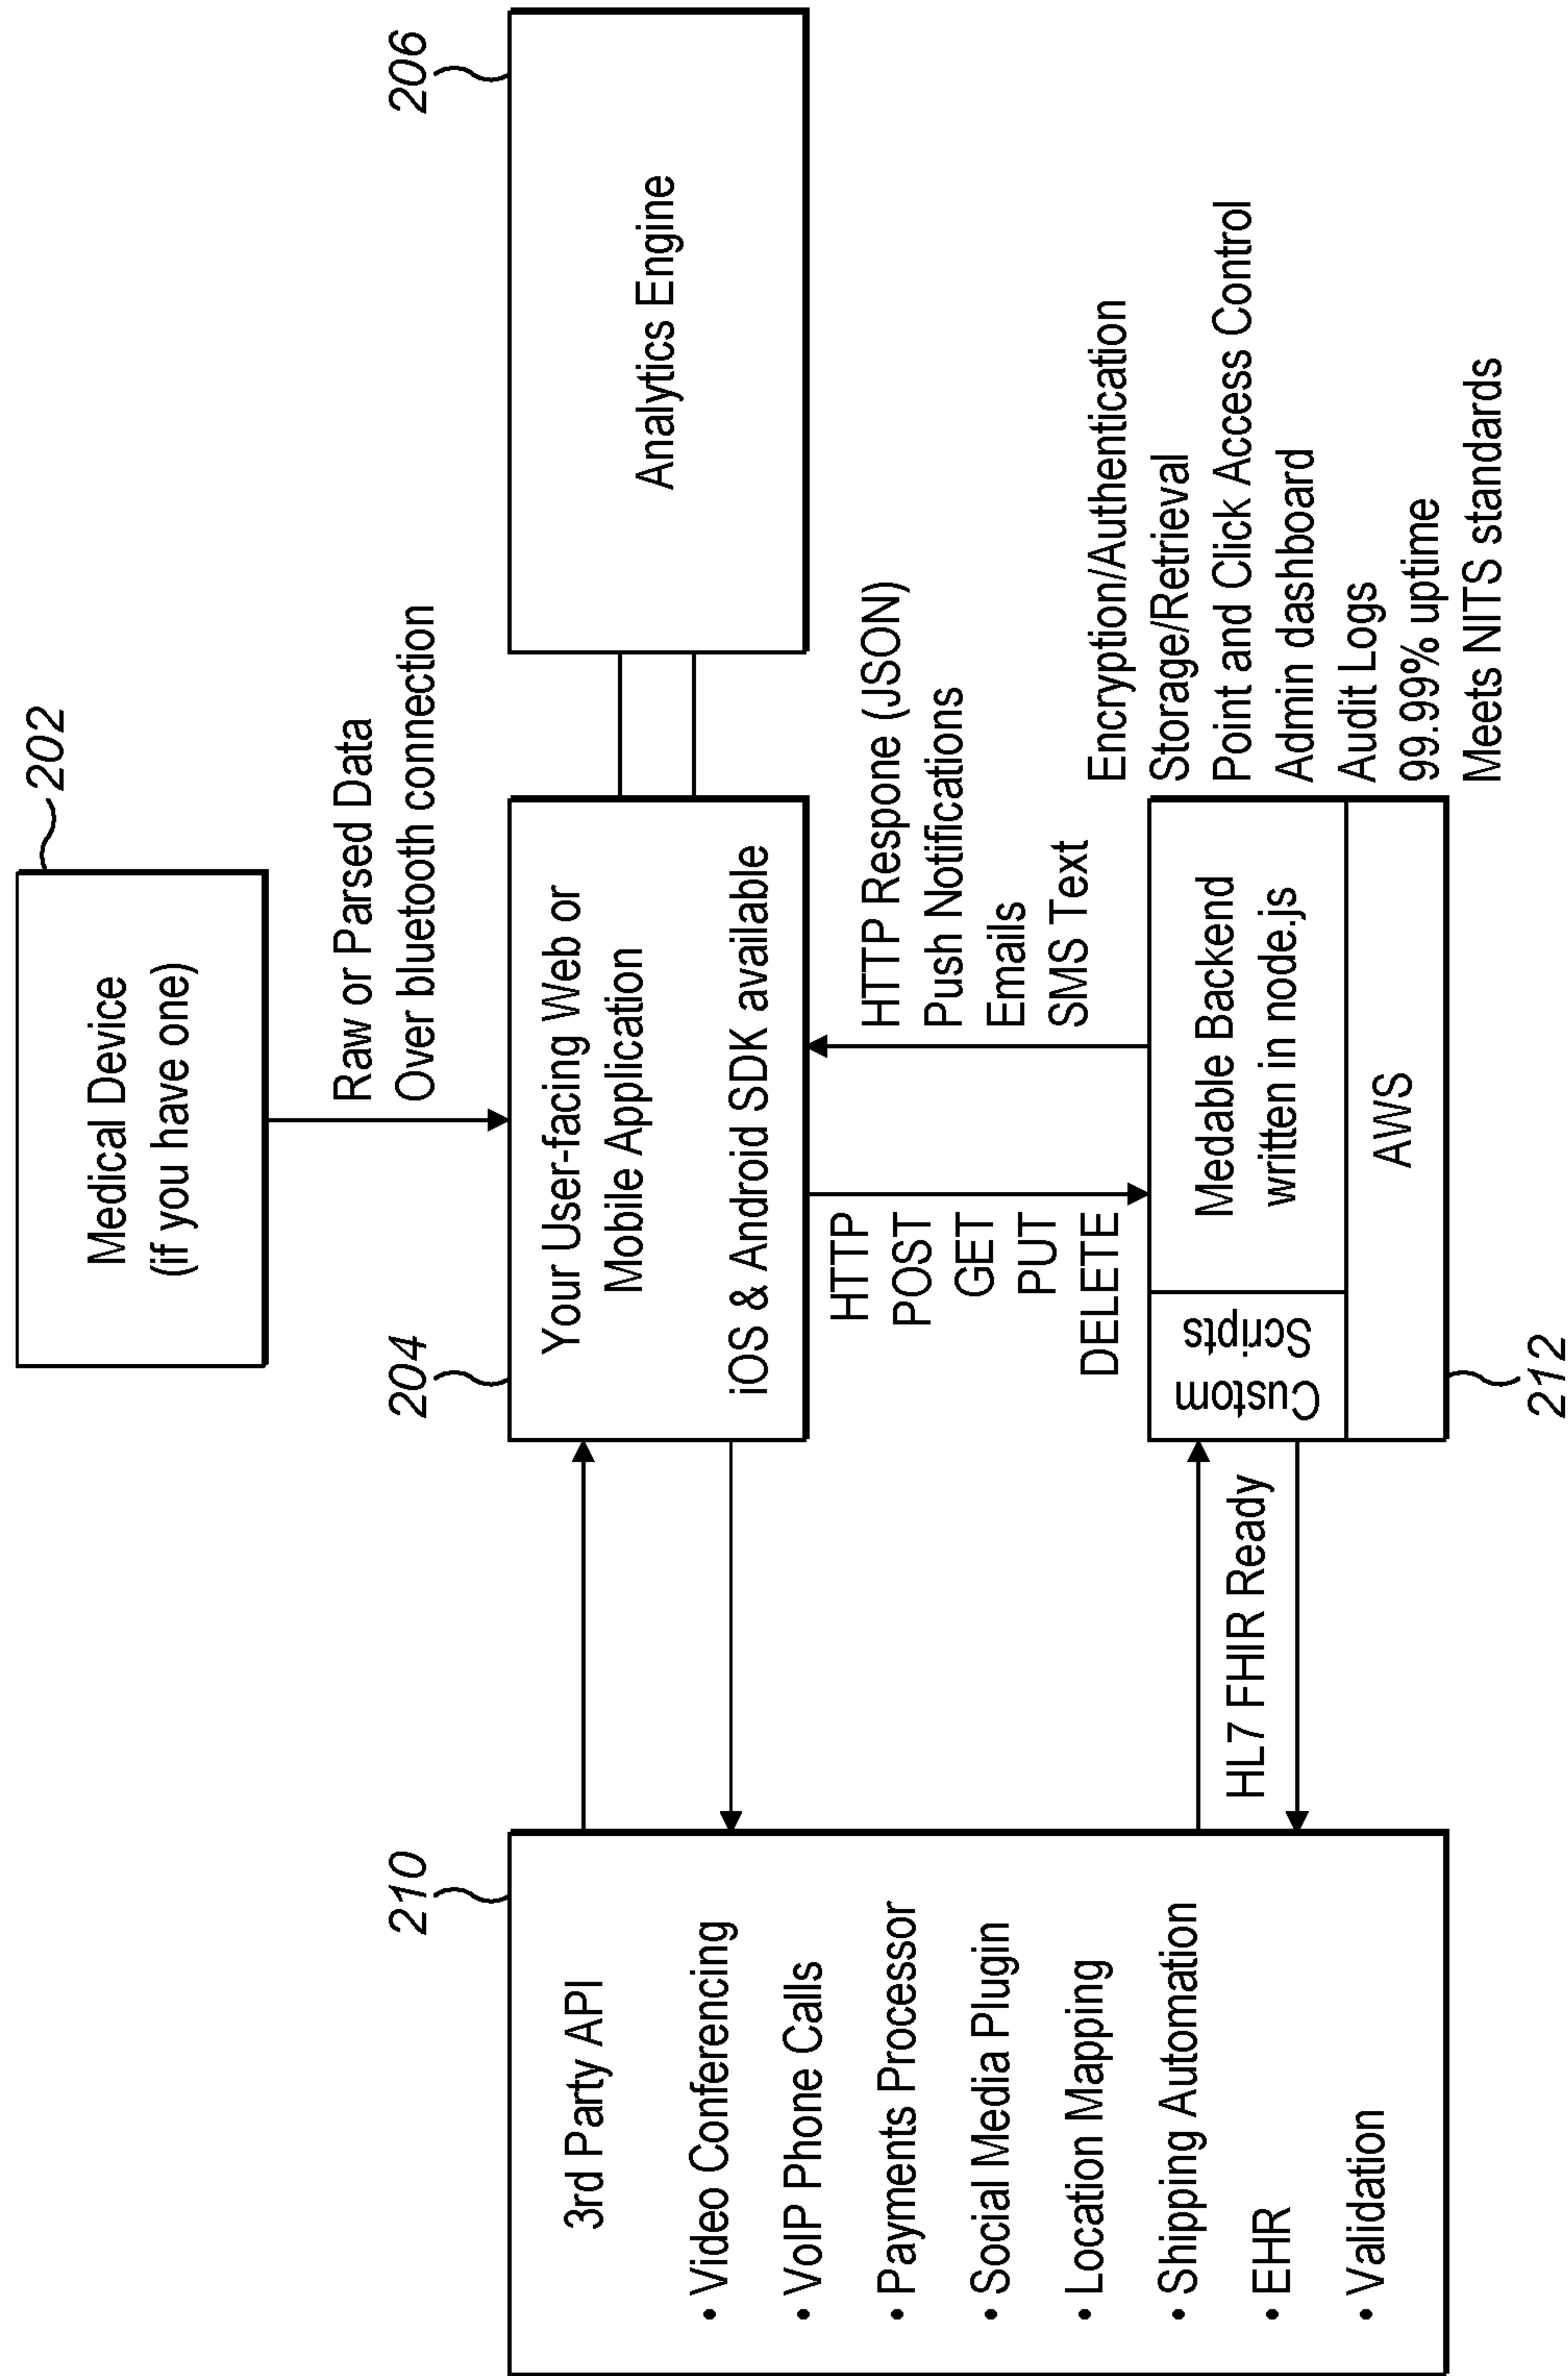 202
Medical Device
(if you have one)
Raw or Parsed Data
Over bluetooth connection
210
3rd Party API
• Video Conferencing
• VoIP Phone Calls
• Payments Processor
• Social Media Plugin
• Location Mapping
• Shipping Automation
• EHR
• Validation
204
Your User-facing Web or
Mobile Application
iOS & Android SDK available
206
Analytics Engine
HTTP
POST
GET
PUT
DELETE
HTTP Respone (JSON)
Push Notifications
Emails
SMS Text
HL7 FHIR Ready
Custom
Scripts
Medable Backend
written in node.js
AWS
212
Encryption/Authentication
Storage/Retrieval
Point and Click Access Control
Admin dashboard
Audit Logs
99.99% uptime
Meets NITS standards